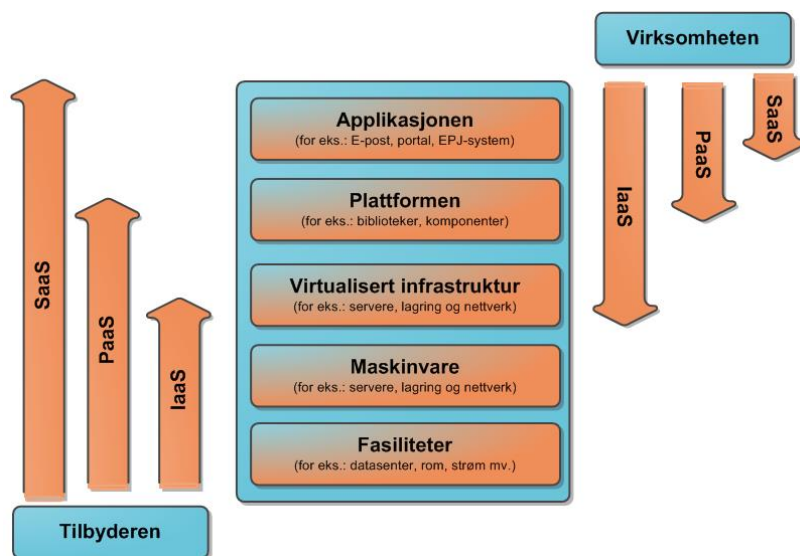 Virksomheten
SaaS
PaaS
IaaS
Applikasjonen
(for eks.: E-post, portal, EPJ-system)
Plattformen
(for eks.: biblioteker, komponenter)
Virtualisert infrastruktur
(for eks.: servere, lagring og nettverk)
Maskinvare
(for eks.: servere, lagring og nettverk)
Fasiliteter
(for eks.: datasenter, rom, strøm mv.)
IaaS
PaaS
SaaS
Tilbyderen